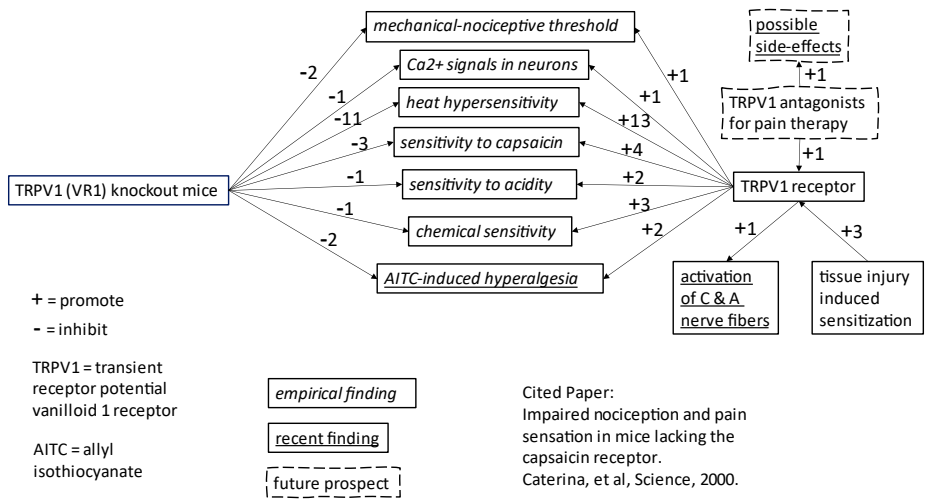 mechanical-nociceptive threshold
possible
side-effects
-2
+1
+1
Ca2+ signals in neurons
-1
+1
TRPV1 antagonists
for pain therapy
heat hypersensitivity
-11
+13
sensitivity to capsaicin
-3
+4
+1
TRPV1 (VR1) knockout mice
-1
sensitivity to acidity
+2
TRPV1 receptor
-1
chemical sensitivity
+3
-2
+2
+1
+3
AITC-induced hyperalgesia
activation
of C & A
nerve fibers
tissue injury
induced
sensitization
+ = promote
- = inhibit
TRPV1 = transient
receptor potential
vanilloid 1 receptor
AITC = allyl
isothiocyanate
empirical finding
recent finding
future prospect
Cited Paper:
Impaired nociception and pain
sensation in mice lacking the
capsaicin receptor.
Caterina, et al, Science, 2000.